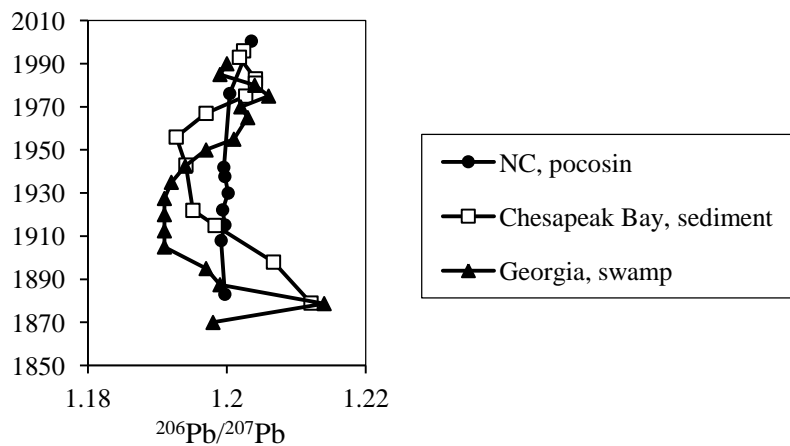 2010
1990
1970
1950
1930
1910
1890
1870
1850
1.18 1.2 1.22
²⁰⁶Pb/²⁰⁷Pb
NC, pocosin
Chesapeak Bay, sediment
Georgia, swamp